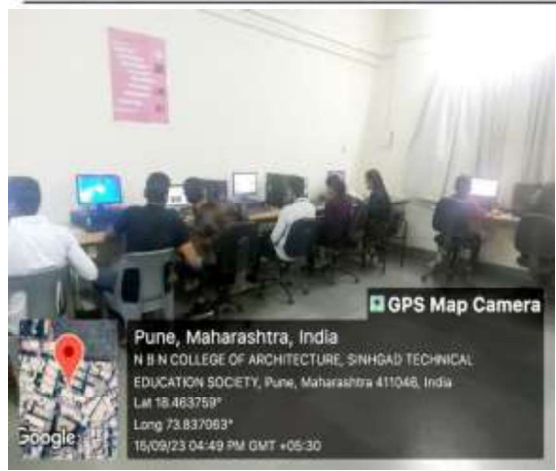 GPS Map Camera
Pune, Maharashtra, India
N B N COLLEGE OF ARCHITECTURE, SINHGAD TECHNICAL
EDUCATION SOCIETY, Pune, Maharashtra 411046, India
Lat 18.463759°
Long 73.837063°
15/09/23 04:49 PM GMT +05:30
Google